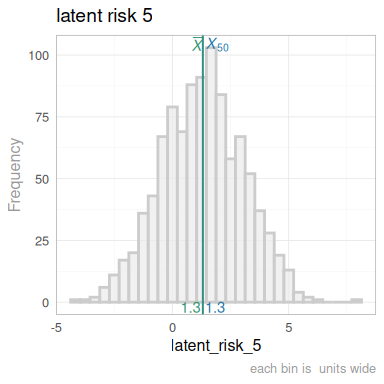 latent risk 5
X̅ X50
100
75
50
25
0
Frequency
1.3 1.3
-5 0 5
latent_risk_5
each bin is  units wide